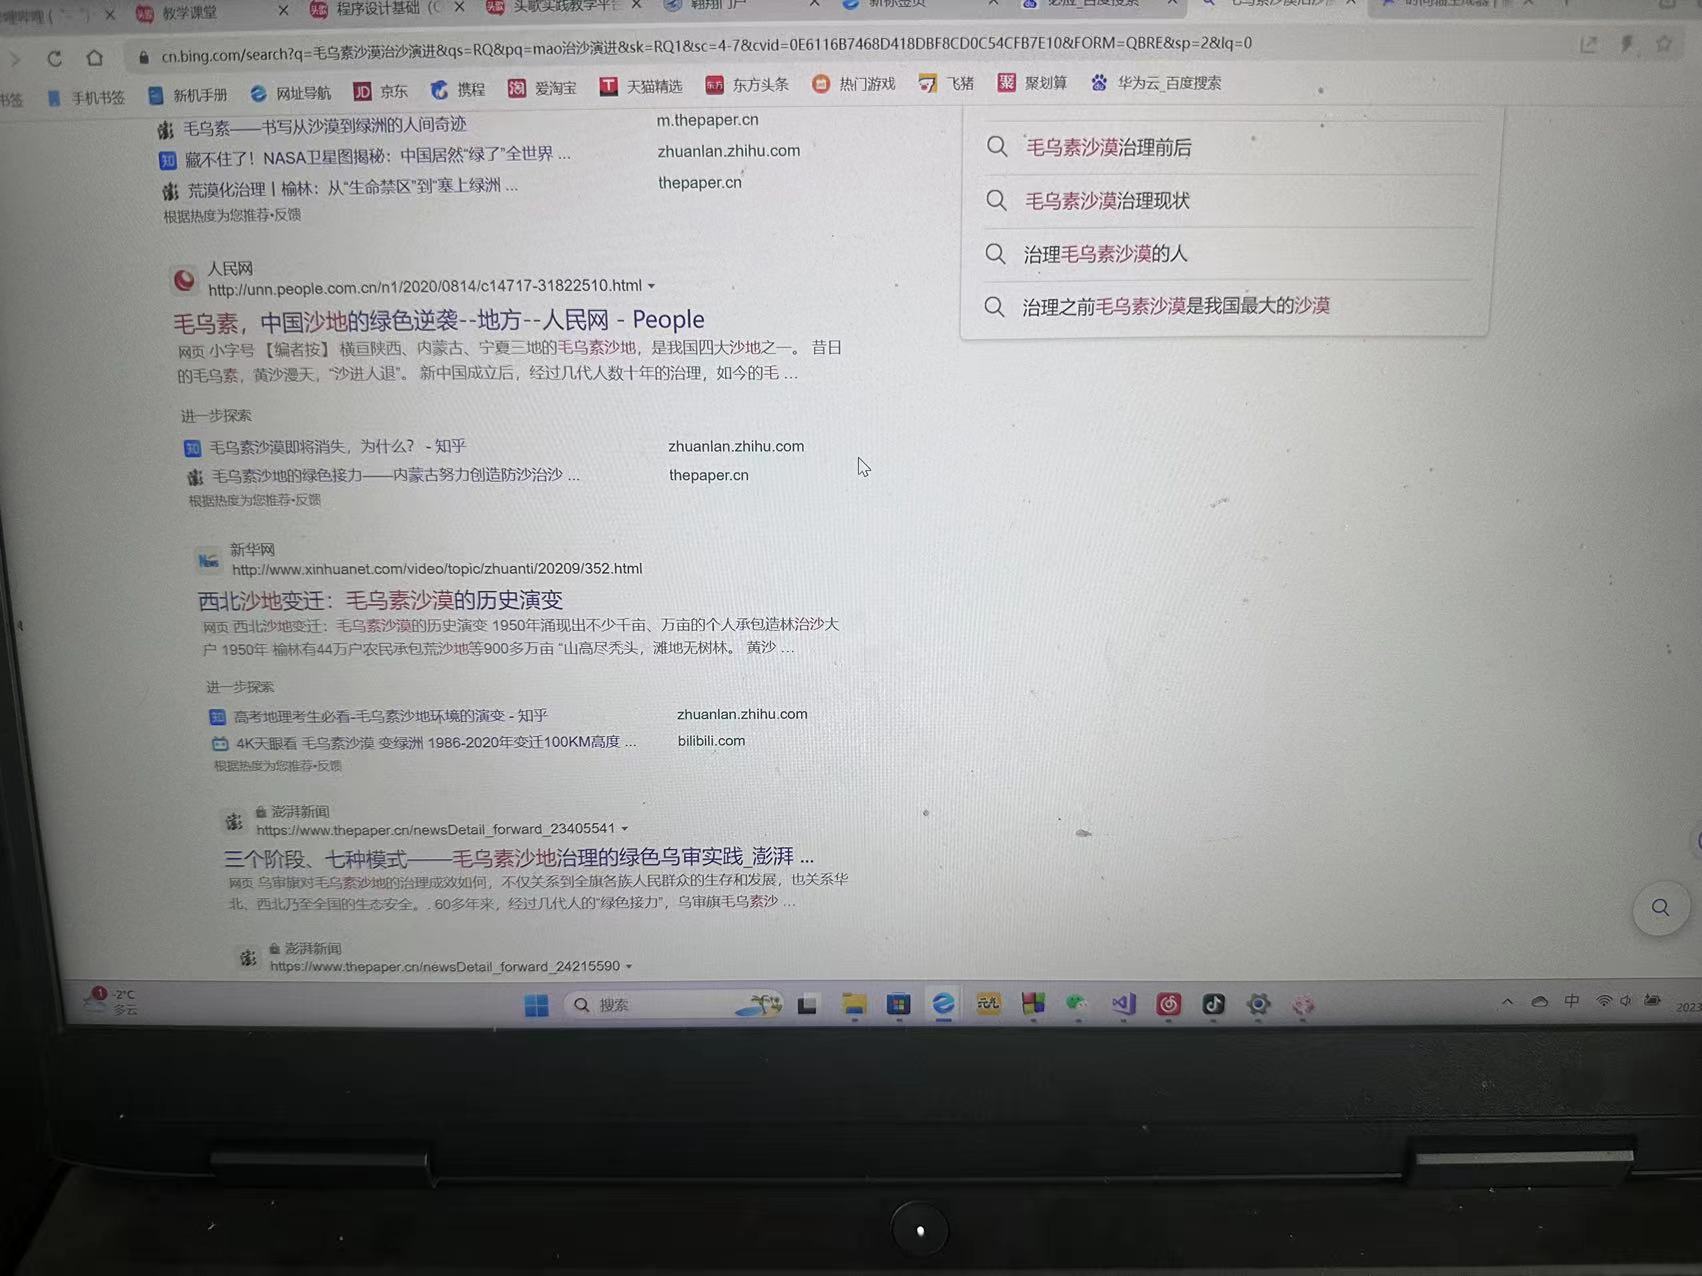 教学课堂
程序设计基础
头歌实践教学平台
翱翔门户
新标签页
必应_百度搜索
cn.bing.com/search?q=毛乌素沙漠治沙演进&qs=RQ&pq=mao治沙演进&sk=RQ1&sc=4-7&cvid=0E6116B7468D418DBF8CD0C54CFB7E10&FORM=QBRE&sp=2&lq=0
书签 手机书签 新机手册 网址导航 京东 携程 爱淘宝 天猫精选 东方头条 热门游戏 飞猪 聚划算 华为云_百度搜索
毛乌素——书写从沙漠到绿洲的人间奇迹 m.thepaper.cn
藏不住了！NASA卫星图揭秘：中国居然“绿了”全世界 ... zhuanlan.zhihu.com
荒漠化治理丨榆林：从“生命禁区”到“塞上绿洲 ... thepaper.cn
根据热度为您推荐•反馈
人民网
http://unn.people.com.cn/n1/2020/0814/c14717-31822510.html
毛乌素，中国沙地的绿色逆袭--地方--人民网 - People
网页 小字号 【编者按】 横亘陕西、内蒙古、宁夏三地的毛乌素沙地，是我国四大沙地之一。 昔日
的毛乌素，黄沙漫天，“沙进人退”。 新中国成立后，经过几代人数十年的治理，如今的毛 ...
进一步探索
毛乌素沙漠即将消失，为什么？ - 知乎 zhuanlan.zhihu.com
毛乌素沙地的绿色接力——内蒙古努力创造防沙治沙 ... thepaper.cn
根据热度为您推荐•反馈
新华网
http://www.xinhuanet.com/video/topic/zhuanti/20209/352.html
西北沙地变迁：毛乌素沙漠的历史演变
网页 西北沙地变迁：毛乌素沙漠的历史演变 1950年涌现出不少千亩、万亩的个人承包造林治沙大
户 1950年 榆林有44万户农民承包荒沙地等900多万亩 “山高尽秃头，滩地无树林。 黄沙 ...
进一步探索
高考地理考生必看-毛乌素沙地环境的演变 - 知乎 zhuanlan.zhihu.com
4K天眼看 毛乌素沙漠 变绿洲 1986-2020年变迁100KM高度 ... bilibili.com
根据热度为您推荐•反馈
澎湃新闻
https://www.thepaper.cn/newsDetail_forward_23405541
三个阶段、七种模式——毛乌素沙地治理的绿色乌审实践_澎湃 ...
网页 乌审旗对毛乌素沙地的治理成效如何，不仅关系到全旗各族人民群众的生存和发展，也关系华
北、西北乃至全国的生态安全。. 60多年来，经过几代人的“绿色接力”，乌审旗毛乌素沙 ...
澎湃新闻
https://www.thepaper.cn/newsDetail_forward_24215590
毛乌素沙漠治理前后
毛乌素沙漠治理现状
治理毛乌素沙漠的人
治理之前毛乌素沙漠是我国最大的沙漠
1
-2°C
多云
搜索
中
2023